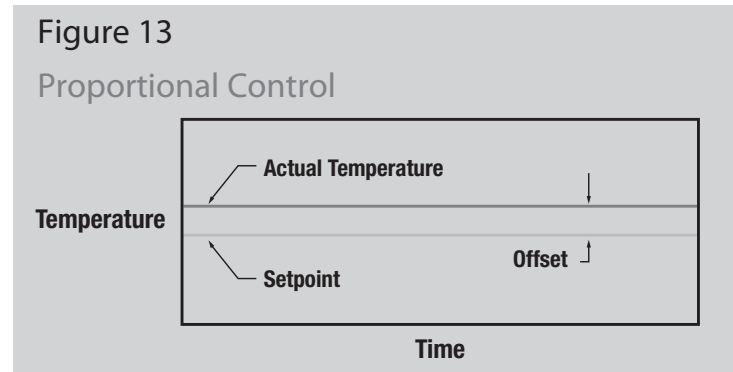 Figure 13
Proportional Control
Actual Temperature
Temperature
Offset
Setpoint
Time